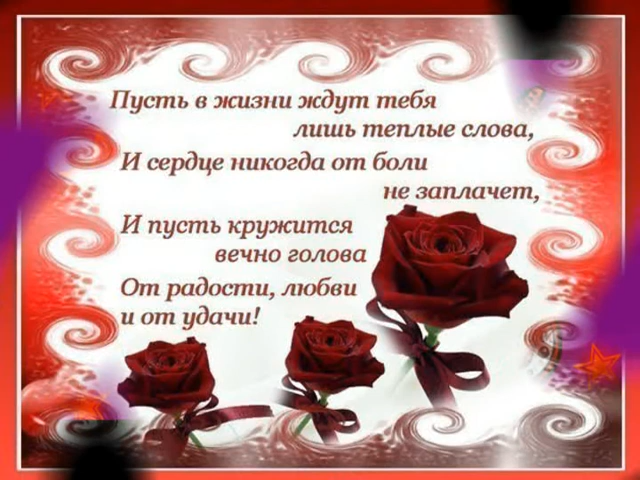 Пусть в жизни ждут тебя
лишь теплые слова,
И сердце никогда от боли
не заплачет,
И пусть кружится
вечно голова
От радости, любви
и от удачи!